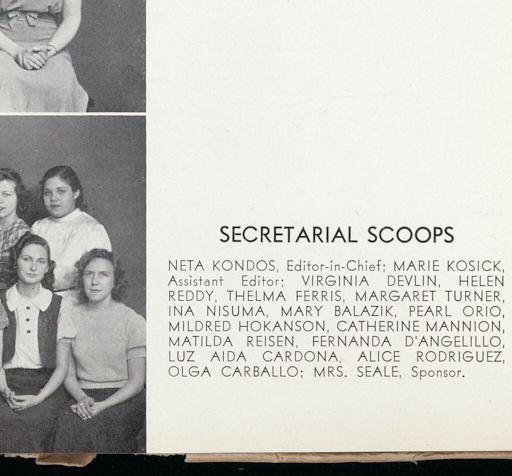 SECRETARIAL SCOOPS
NETA KONDOS, Editor-in-Chief; MARIE KOSICK,
Assistant Editor; VIRGINIA DEVLIN, HELEN
REDDY, THELMA FERRIS, MARGARET TURNER,
INA NISUMA, MARY BALAZIK, PEARL ORIO,
MILDRED HOKANSON, CATHERINE MANNION,
MATILDA REISEN, FERNANDA D'ANGELILLO,
LUZ AIDA CARDONA, ALICE RODRIGUEZ,
OLGA CARBALLO; MRS. SEALE, Sponsor.